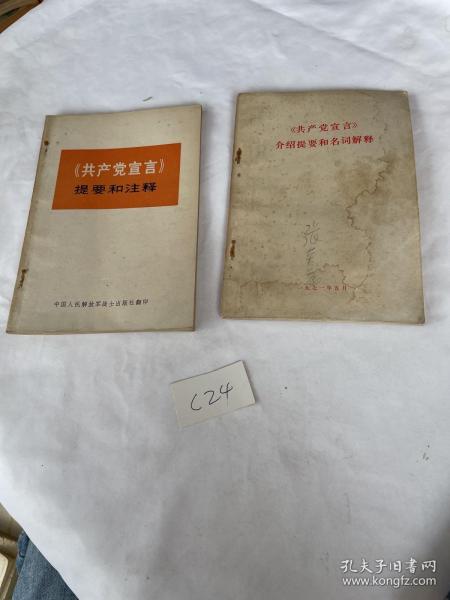 《共产党宣言》
提要和注释
中国人民解放军战士出版社翻印
《共产党宣言》
介绍提要和名词解释
张
一九七一年五月
C24
孔夫子旧书网
www.kongfz.com